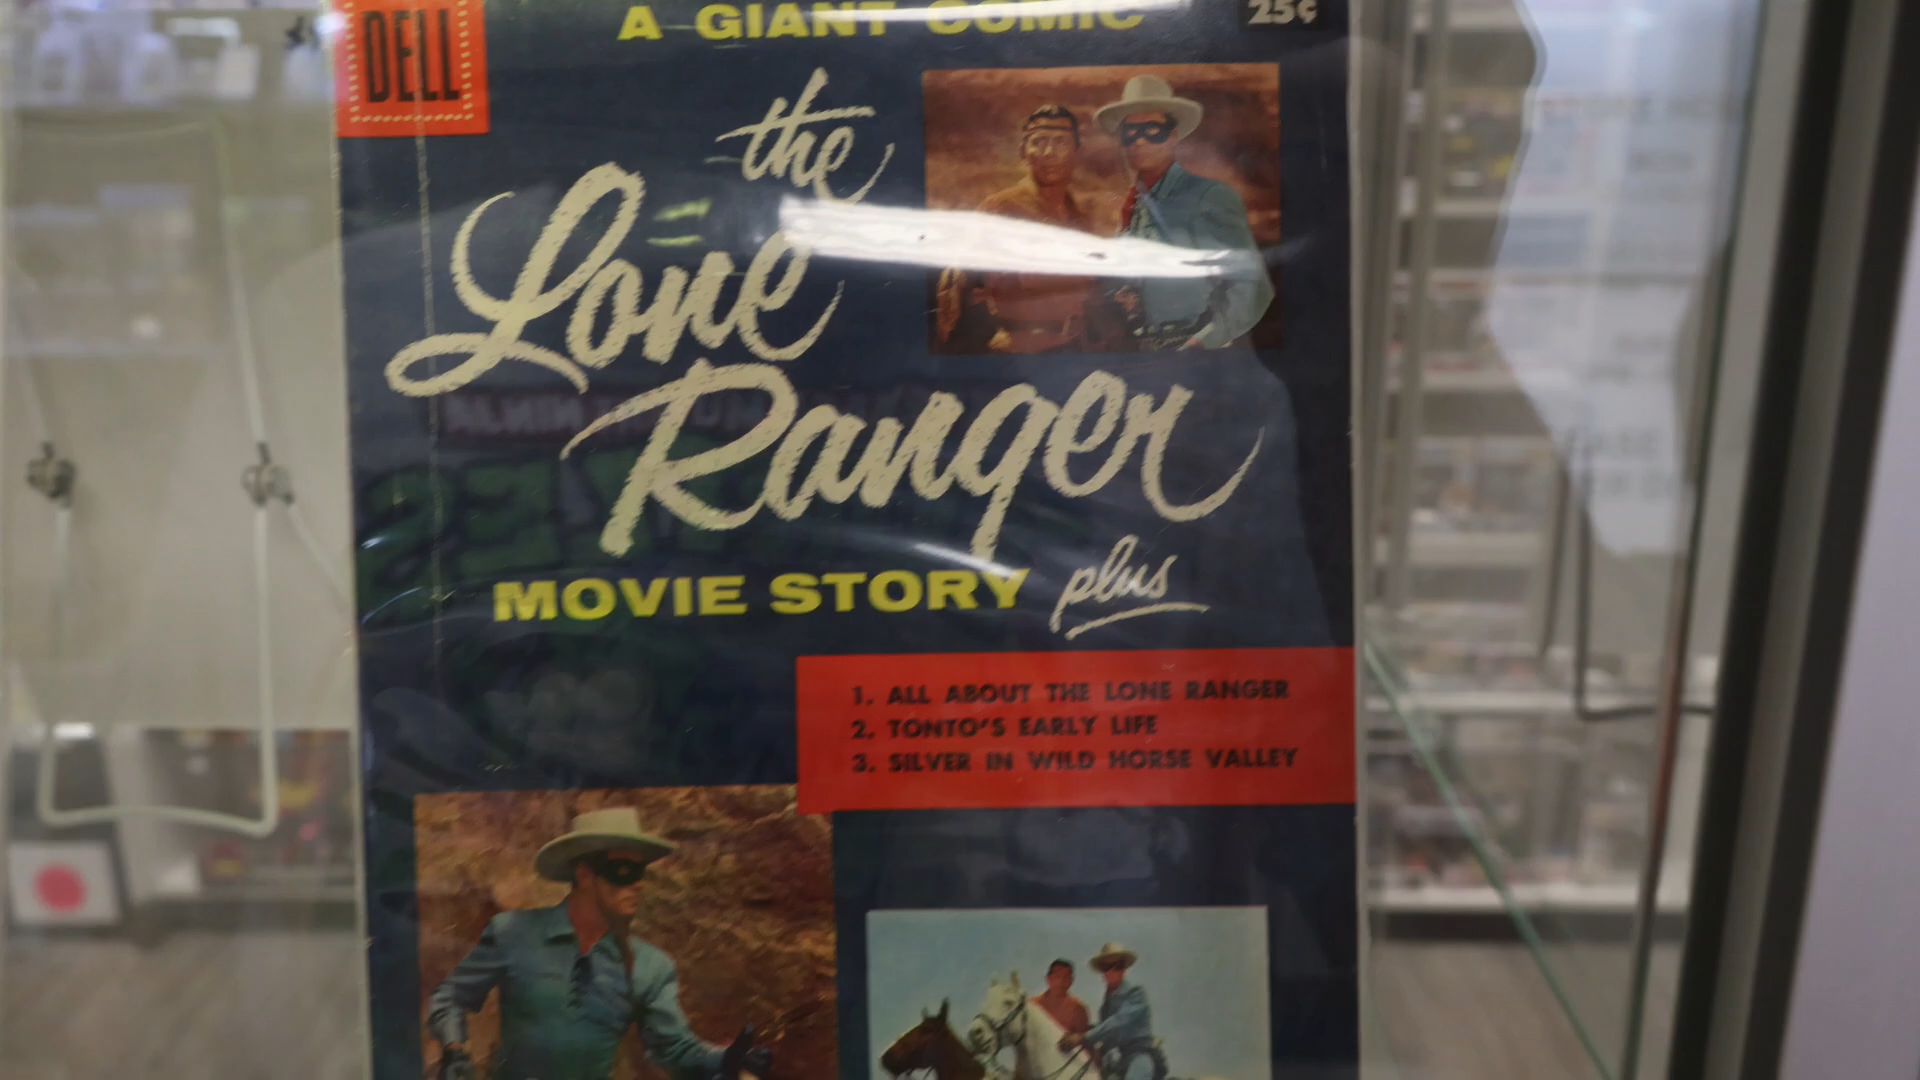 DELL
A GIANT COMIC
25¢
the
Lone
Ranger
MOVIE STORY plus
1. ALL ABOUT THE LONE RANGER
2. TONTO'S EARLY LIFE
3. SILVER IN WILD HORSE VALLEY